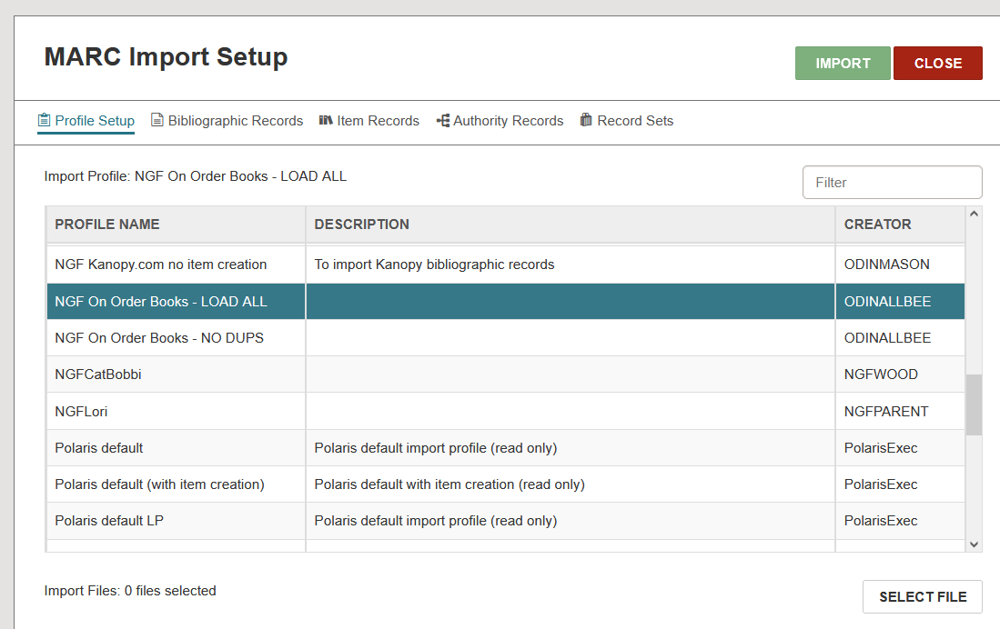 MARC Import Setup
IMPORT CLOSE
Profile Setup Bibliographic Records Item Records Authority Records Record Sets
Import Profile: NGF On Order Books - LOAD ALL
Filter
PROFILE NAME DESCRIPTION CREATOR
NGF Kanopy.com no item creation To import Kanopy bibliographic records ODINMASON
NGF On Order Books - LOAD ALL ODINALLBEE
NGF On Order Books - NO DUPS ODINALLBEE
NGFCatBobbi NGFWOOD
NGFLori NGFPARENT
Polaris default Polaris default import profile (read only) PolarisExec
Polaris default (with item creation) Polaris default with item creation (read only) PolarisExec
Polaris default LP Polaris default import profile (read only) PolarisExec
Import Files: 0 files selected
SELECT FILE